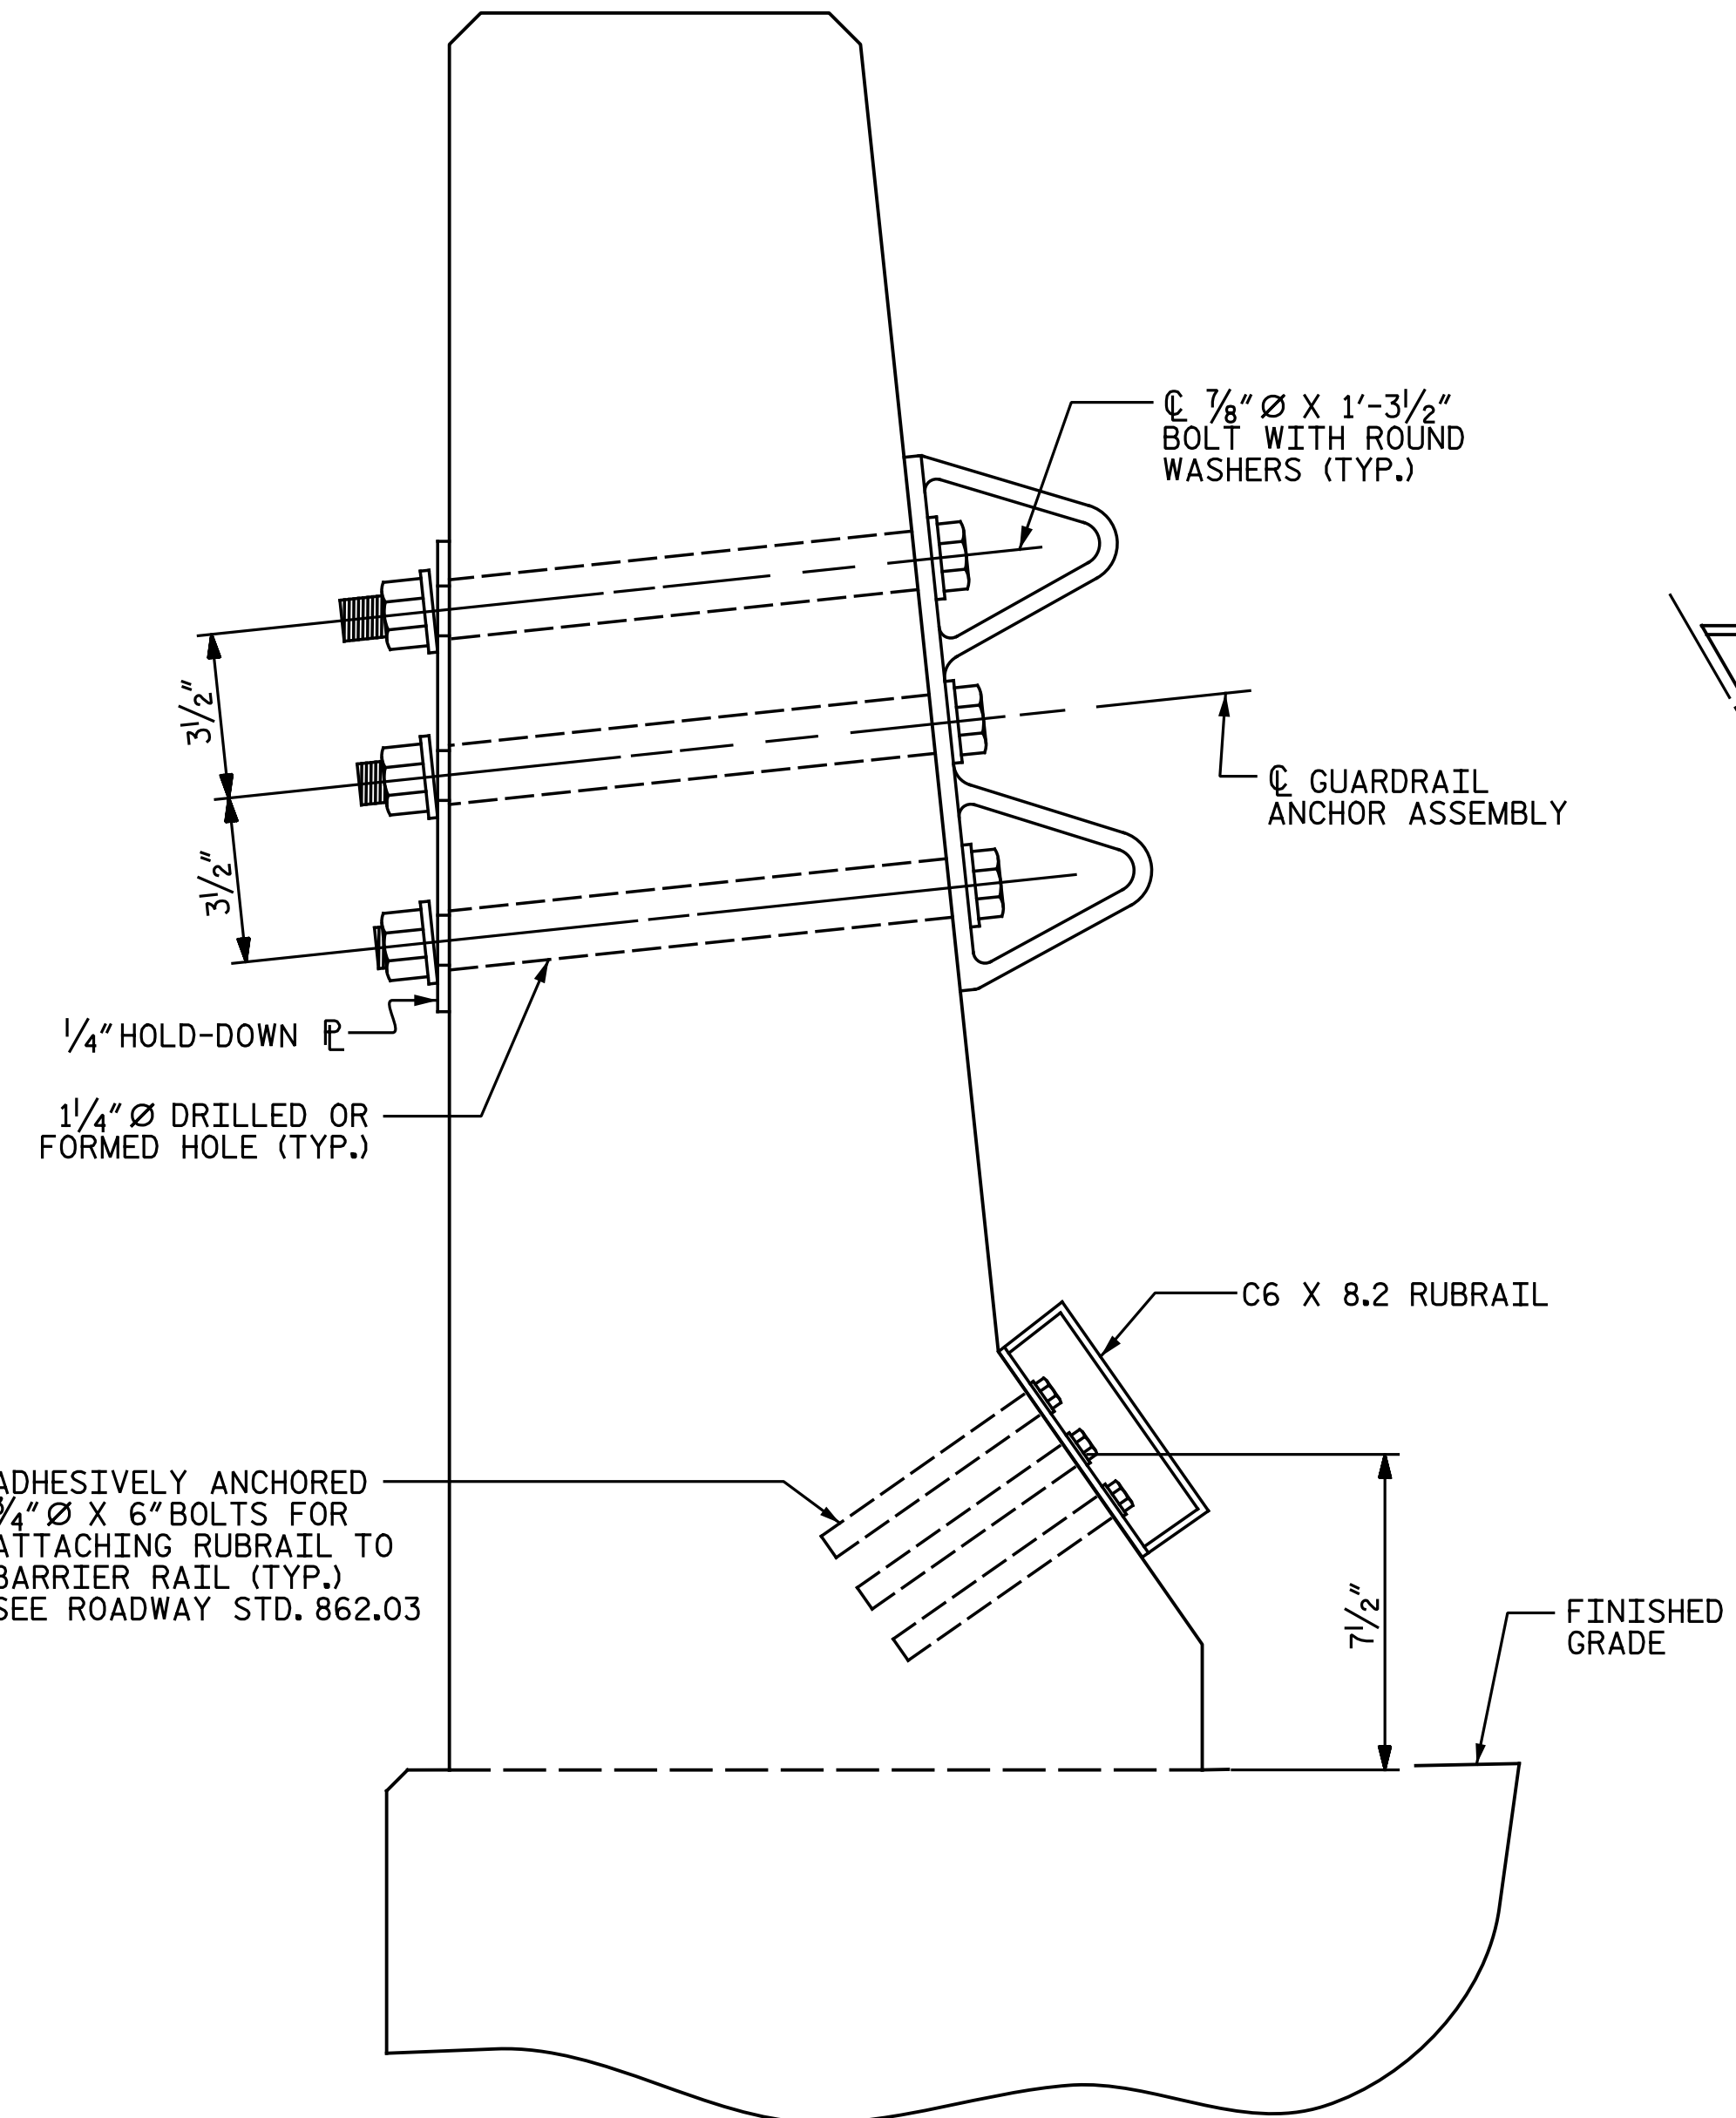 ℄ 7/8"Ø X 1'-3 1/2"
BOLT WITH ROUND
WASHERS (TYP.)
3 1/2"
℄ GUARDRAIL
ANCHOR ASSEMBLY
3 1/2"
1/4" HOLD-DOWN ⅊
1 1/4"Ø DRILLED OR
FORMED HOLE (TYP.)
C6 X 8.2 RUBRAIL
ADHESIVELY ANCHORED
/4"Ø X 6" BOLTS FOR
ATTACHING RUBRAIL TO
BARRIER RAIL (TYP.)
SEE ROADWAY STD. 862.03
7 1/2"
FINISHED
GRADE